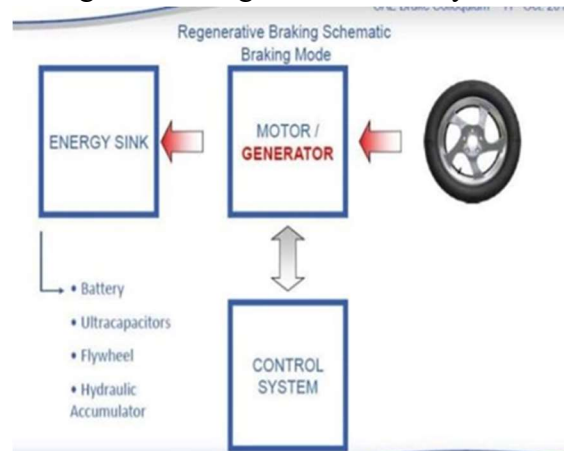 Regenerative Braking Schematic
Braking Mode
ENERGY SINK
MOTOR /
GENERATOR
• Battery
• Ultracapacitors
• Flywheel
• Hydraulic
Accumulator
CONTROL
SYSTEM